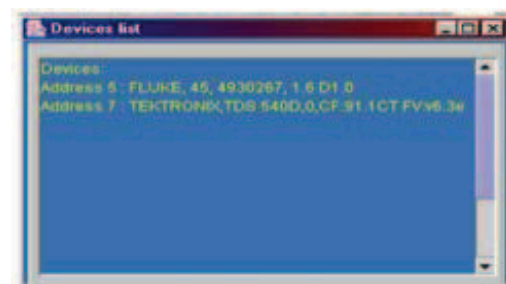 Devices list
Devices:
Address 5 : FLUKE, 45, 4930267, 1.6 D1.0
Address 7 : TEKTRONIX,TDS 540D,0,CF:91.1CT FV:v6.3e